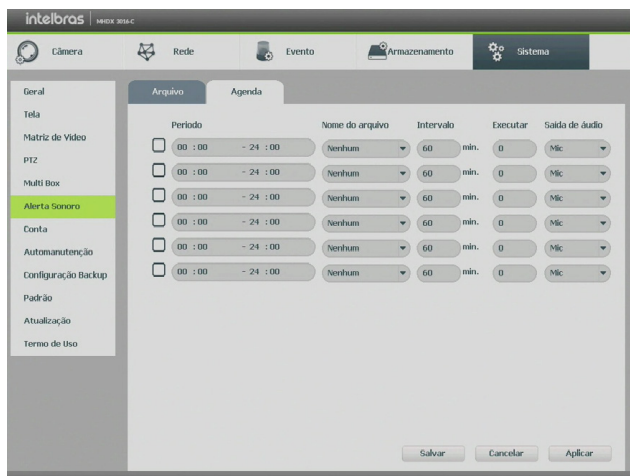 intelbras MHDX 3016-C
Câmera Rede Evento Armazenamento Sistema
Geral
Tela
Matriz de Vídeo
PTZ
Multi Box
Alerta Sonoro
Conta
Automanutenção
Configuração Backup
Padrão
Atualização
Termo de Uso
Arquivo Agenda
Periodo Nome do arquivo Intervalo Executar Saida de áudio
00 : 00 - 24 : 00 Nenhum 60 min. 0 Mic
00 : 00 - 24 : 00 Nenhum 60 min. 0 Mic
00 : 00 - 24 : 00 Nenhum 60 min. 0 Mic
00 : 00 - 24 : 00 Nenhum 60 min. 0 Mic
00 : 00 - 24 : 00 Nenhum 60 min. 0 Mic
00 : 00 - 24 : 00 Nenhum 60 min. 0 Mic
Salvar Cancelar Aplicar